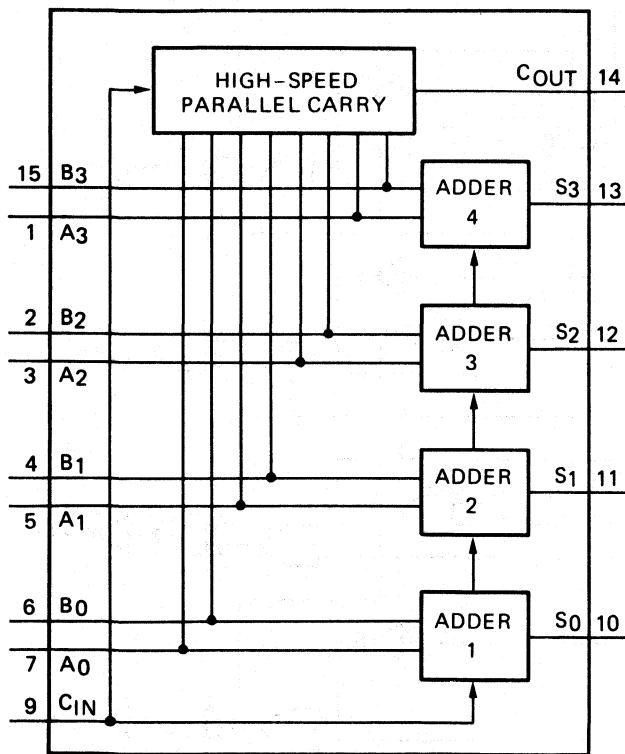 HIGH-SPEED
PARALLEL CARRY
COUT 14
15 B3
ADDER
4
S3 13
1 A3
2 B2
ADDER
3
S2 12
3 A2
4 B1
ADDER
2
S1 11
5 A1
6 B0
ADDER
1
S0 10
7 A0
9 CIN